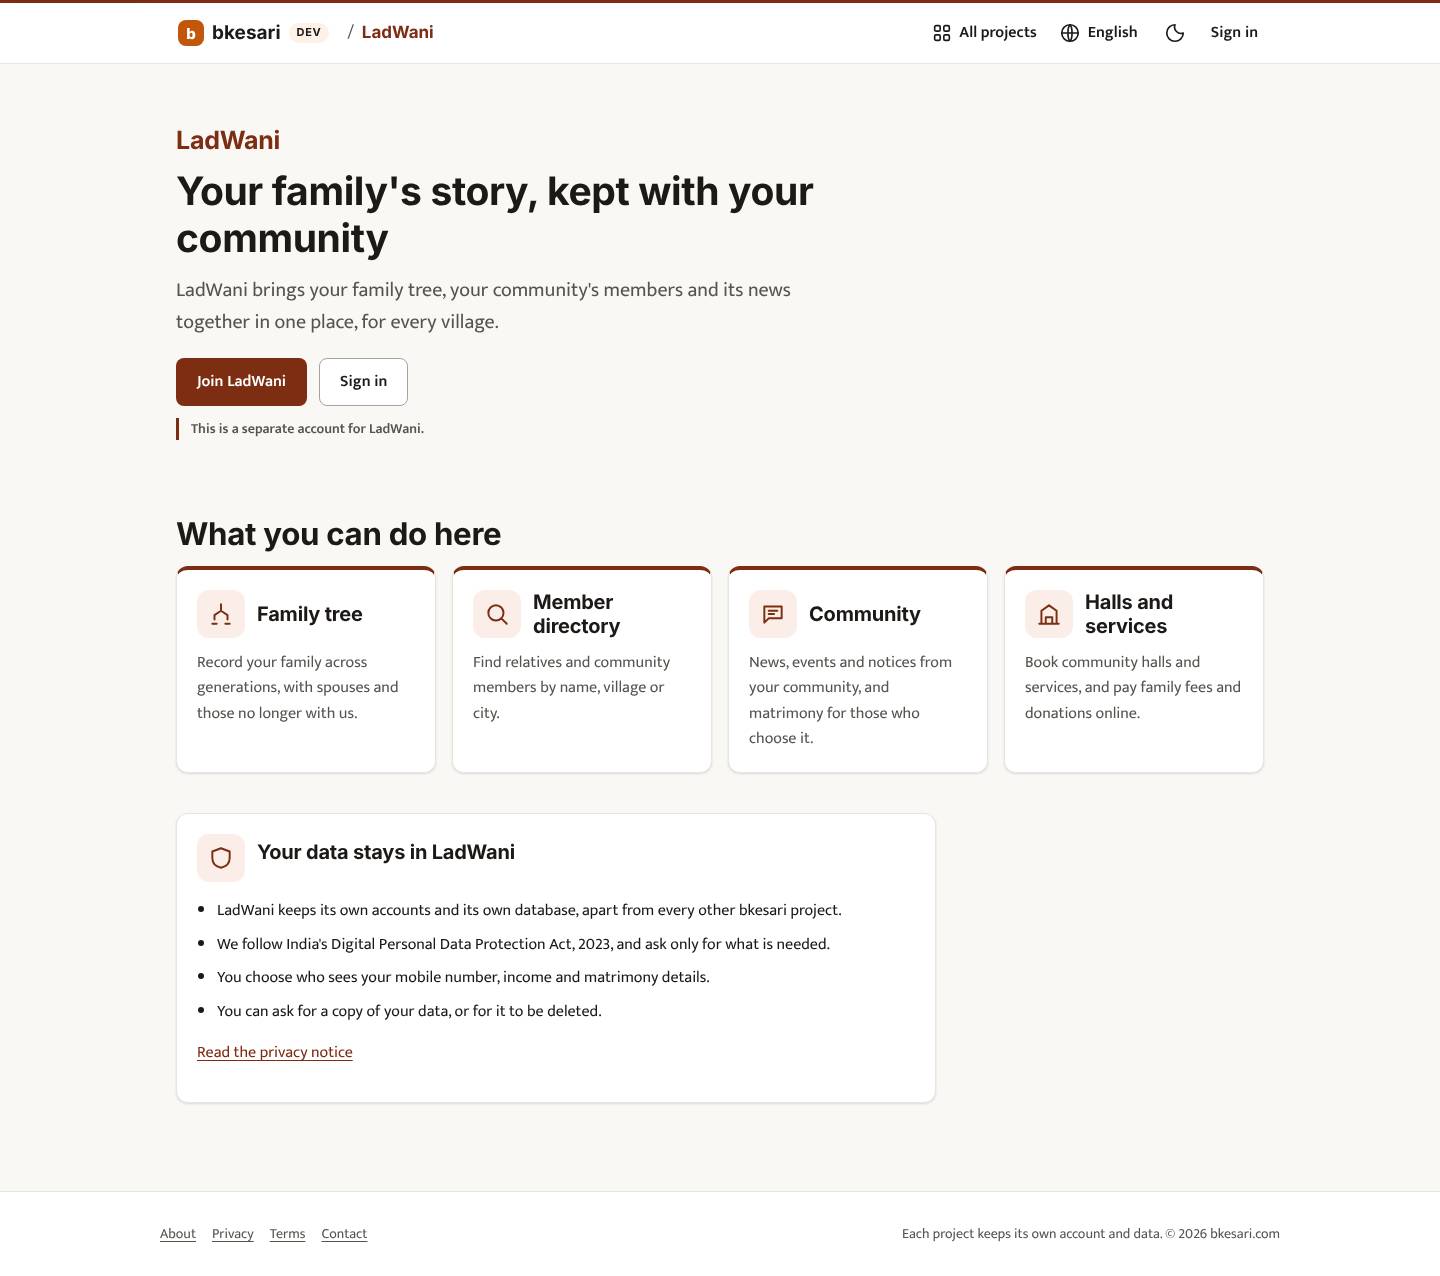 b bkesari DEV / LadWani All projects English Sign in
LadWani
Your family's story, kept with your
community
LadWani brings your family tree, your community's members and its news
together in one place, for every village.
Join LadWani Sign in
This is a separate account for LadWani.
What you can do here
Family tree
Record your family across
generations, with spouses and
those no longer with us.
Member
directory
Find relatives and community
members by name, village or
city.
Community
News, events and notices from
your community, and
matrimony for those who
choose it.
Halls and
services
Book community halls and
services, and pay family fees and
donations online.
Your data stays in LadWani
LadWani keeps its own accounts and its own database, apart from every other bkesari project.
We follow India's Digital Personal Data Protection Act, 2023, and ask only for what is needed.
You choose who sees your mobile number, income and matrimony details.
You can ask for a copy of your data, or for it to be deleted.
Read the privacy notice
About Privacy Terms Contact Each project keeps its own account and data. © 2026 bkesari.com